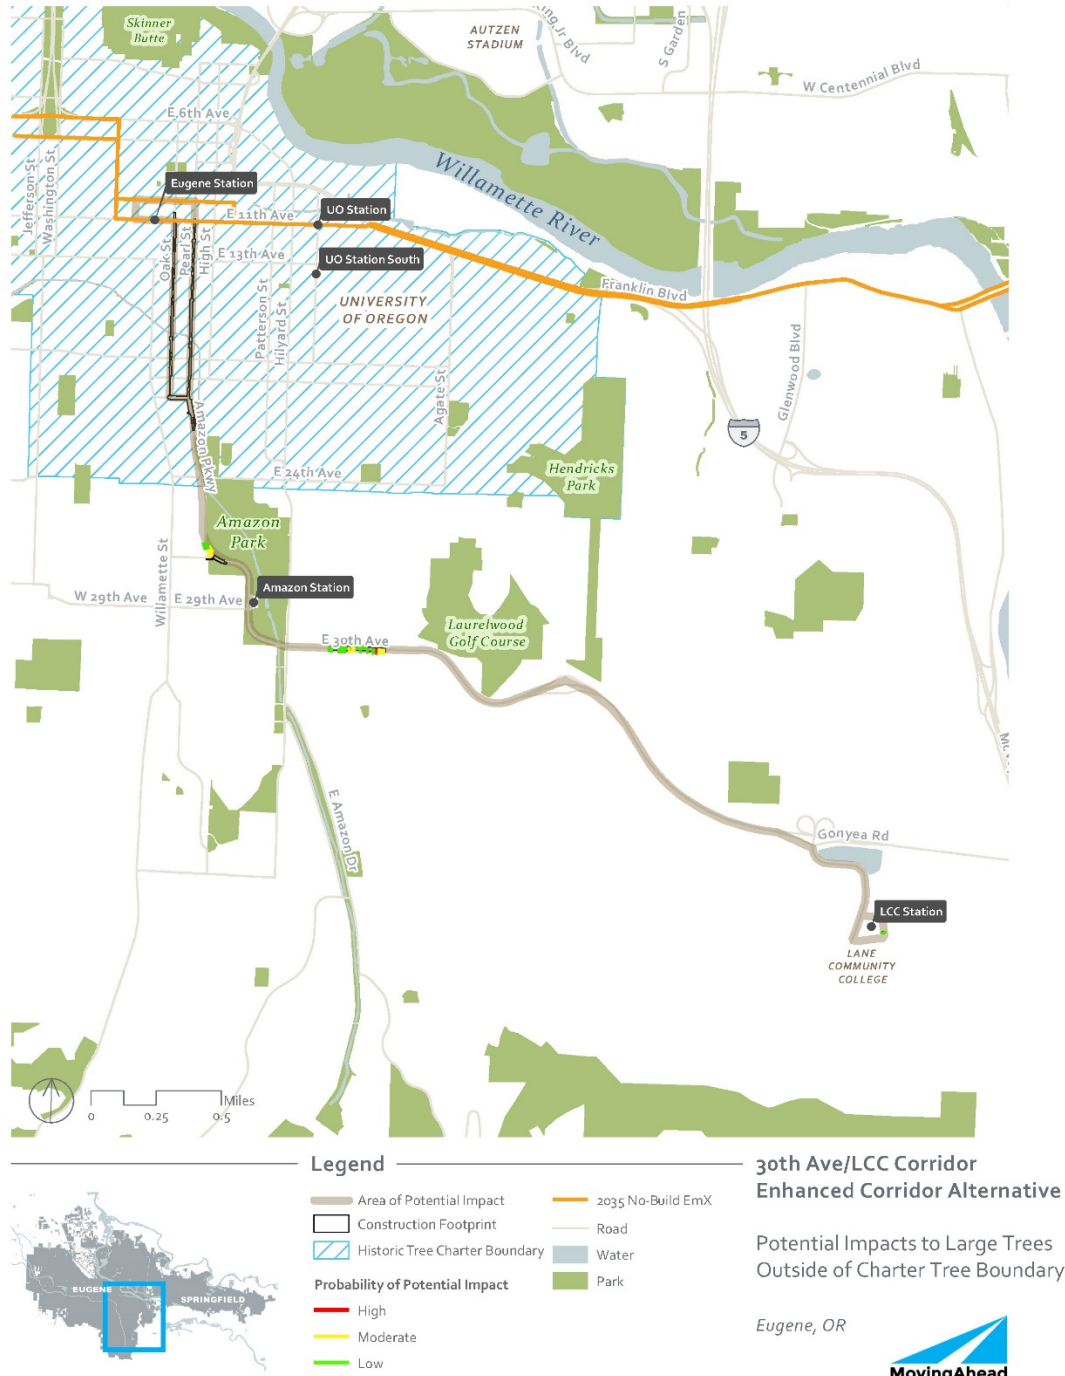 Skinner
Butte
AUTZEN
STADIUM
King Jr Blvd
S Garden
W Centennial Blvd
E 6th Ave
Jefferson St
Washington St
Willamette River
Eugene Station
UO Station
E 11th Ave
Oak St
Pearl St
High St
E 13th Ave
UO Station South
UNIVERSITY
OF OREGON
Franklin Blvd
Patterson St
Hilyard St
Agate St
Glenwood Blvd
5
Amazon Pkwy
E 24th Ave
Hendricks
Park
Amazon
Park
Willamette St
Amazon Station
W 29th Ave
E 29th Ave
E 30th Ave
Laurelwood
Golf Course
E Amazon Dr
Gonyea Rd
LCC Station
LANE
COMMUNITY
COLLEGE
Miles
0
0.25
0.5
Legend
Area of Potential Impact
Construction Footprint
Historic Tree Charter Boundary
Probability of Potential Impact
High
Moderate
Low
2035 No-Build EmX
Road
Water
Park
EUGENE
SPRINGFIELD
30th Ave/LCC Corridor
Enhanced Corridor Alternative
Potential Impacts to Large Trees
Outside of Charter Tree Boundary
Eugene, OR
MovingAhead